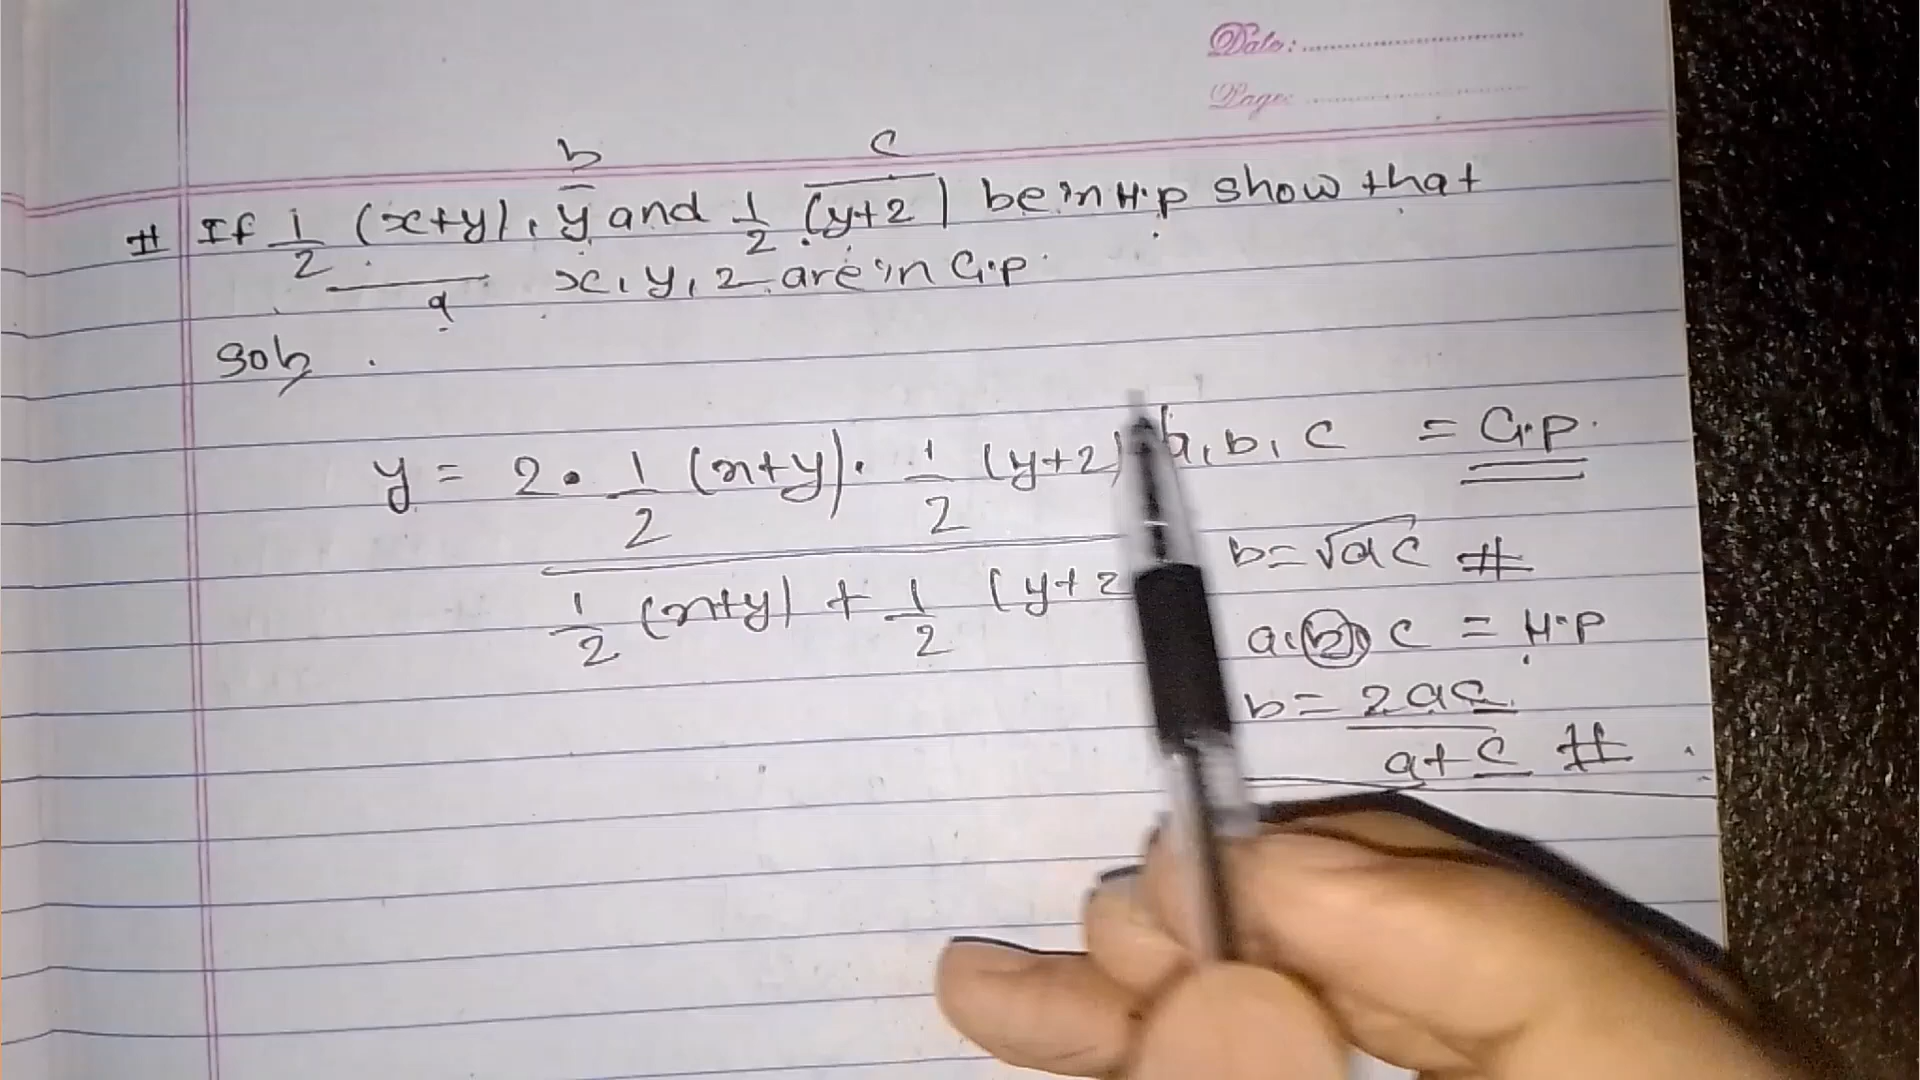 Date:
Page:
b c
# If 1/2 (x+y), y and 1/2 (y+z) be in H.p show that
a x, y, z are in G.p.
Soln
y = 2 . 1/2 (x+y) . 1/2 (y+z)
1/2 (x+y) + 1/2 (y+z
a, b, c = G.p.
b = √ac #
a, b, c = H.p
b = 2ac
a+c #